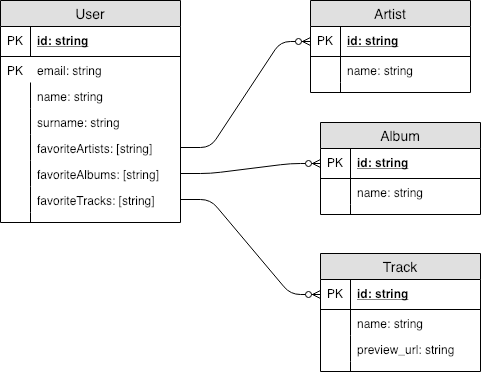 User
PK id: string
PK email: string
name: string
surname: string
favoriteArtists: [string]
favoriteAlbums: [string]
favoriteTracks: [string]
Artist
PK id: string
name: string
Album
PK id: string
name: string
Track
PK id: string
name: string
preview_url: string